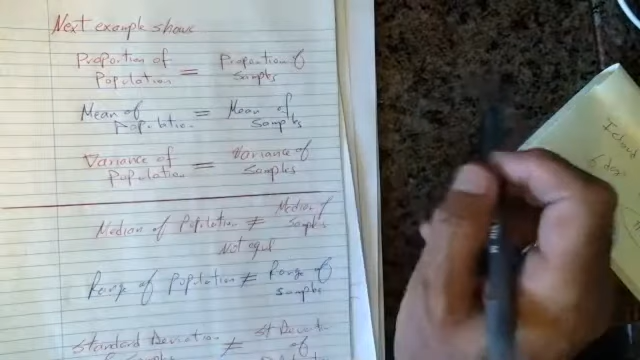 Next example shows
Proportion of
Population = Proportion of
Samples
Mean of
Population = Mean of
Samples
Variance of
Population = Variance of
Samples
Median of Population ≠ Median of
Samples
Not equl
Range of Population ≠ Range of
Samples
Standard Deviation ≠ St Deviat
of